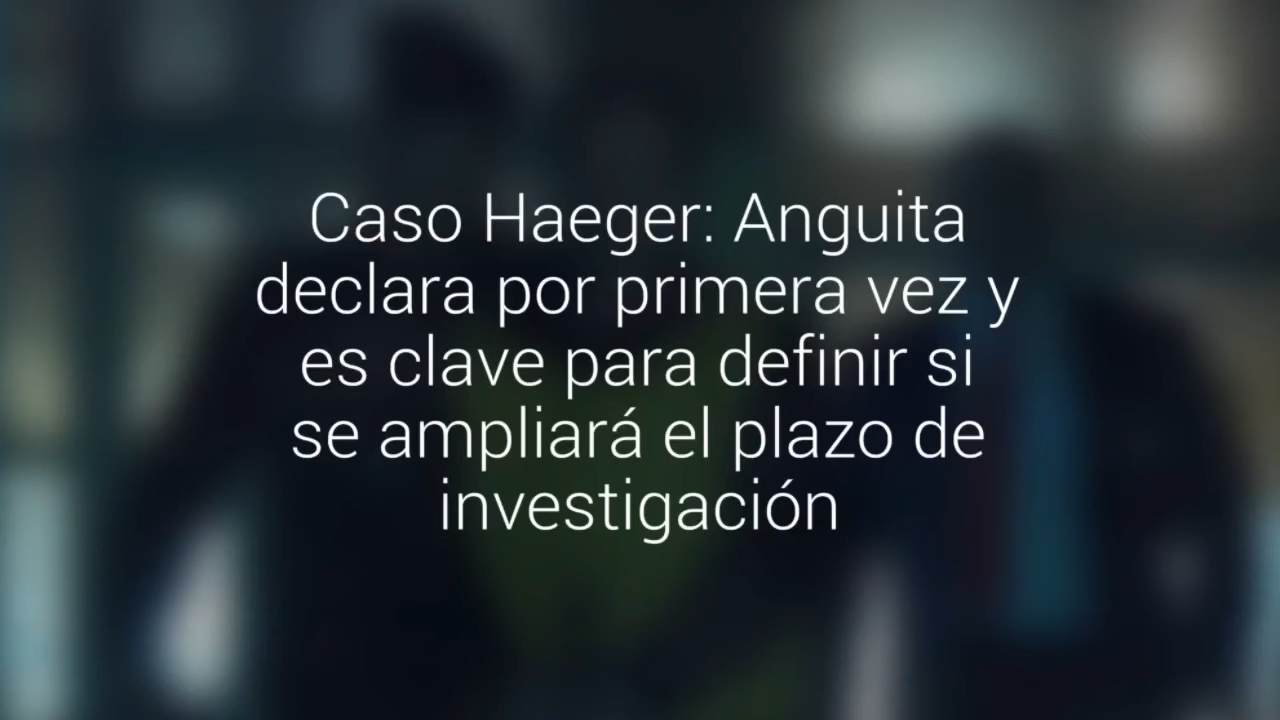 Caso Haeger: Anguita
declara por primera vez y
es clave para definir si
se ampliará el plazo de
investigación